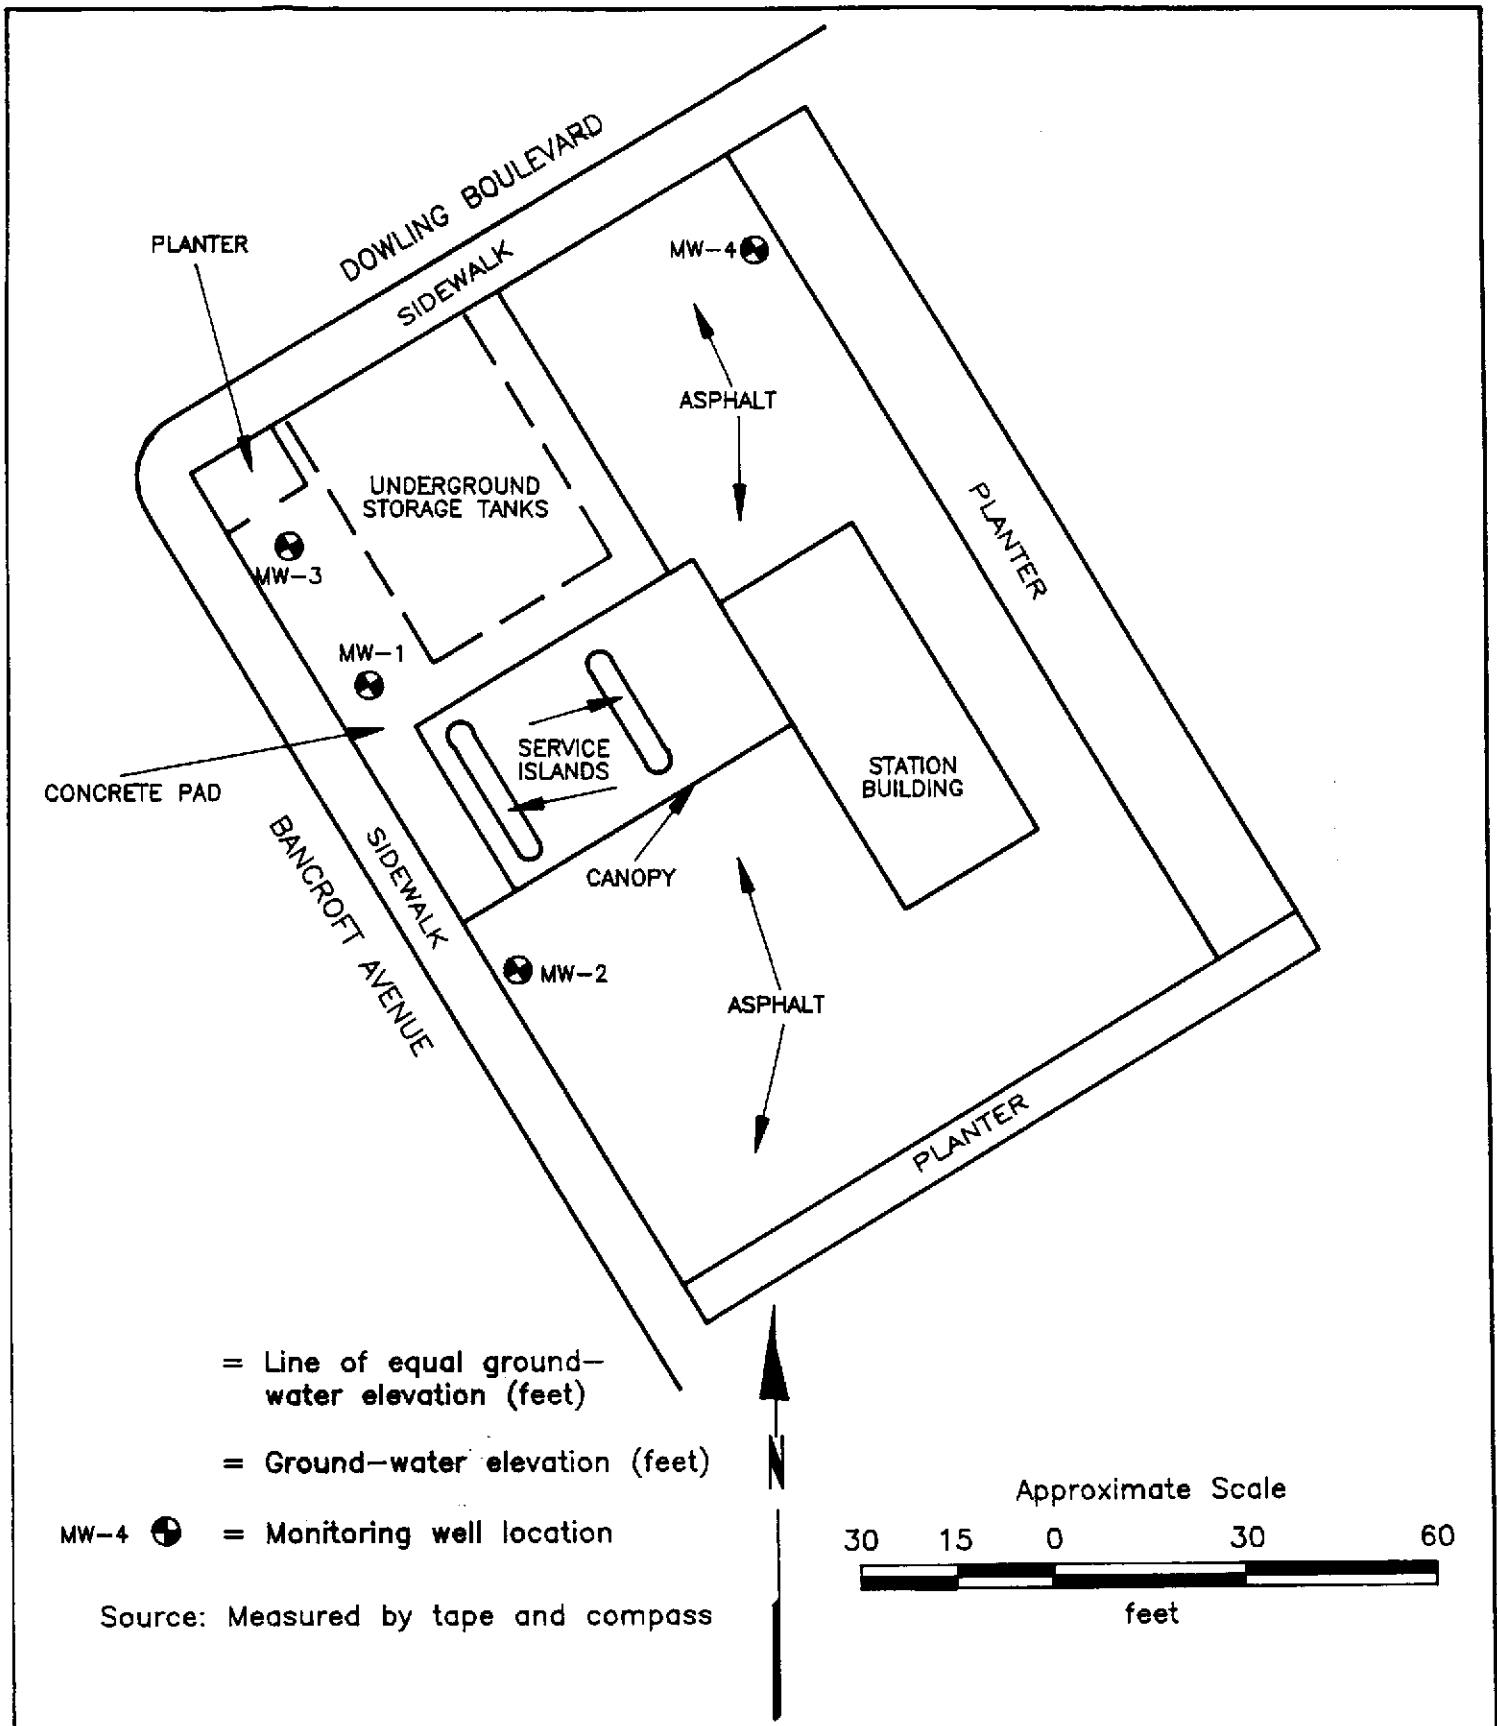 DOWLING BOULEVARD
SIDEWALK
PLANTER
MW-4
ASPHALT
UNDERGROUND
STORAGE TANKS
PLANTER
MW-3
MW-1
SERVICE
ISLANDS
STATION
BUILDING
CONCRETE PAD
CANOPY
SIDEWALK
BANCROFT AVENUE
MW-2
ASPHALT
PLANTER
= Line of equal ground-
water elevation (feet)
= Ground-water elevation (feet)
N
MW-4 = Monitoring well location
Source: Measured by tape and compass
Approximate Scale
30 15 0 30 60
feet